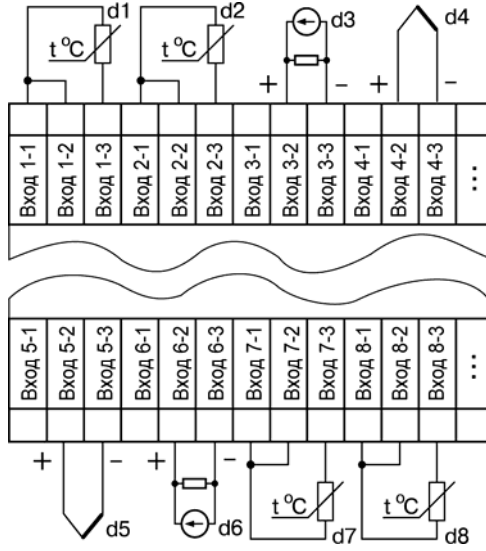 d1 d2 d3 d4
t °C t °C
+ − + −
Вход 1-1
Вход 1-2
Вход 1-3
Вход 2-1
Вход 2-2
Вход 2-3
Вход 3-1
Вход 3-2
Вход 3-3
Вход 4-1
Вход 4-2
Вход 4-3
...
Вход 5-1
Вход 5-2
Вход 5-3
Вход 6-1
Вход 6-2
Вход 6-3
Вход 7-1
Вход 7-2
Вход 7-3
Вход 8-1
Вход 8-2
Вход 8-3
...
+ − + −
t °C t °C
d5 d6 d7 d8